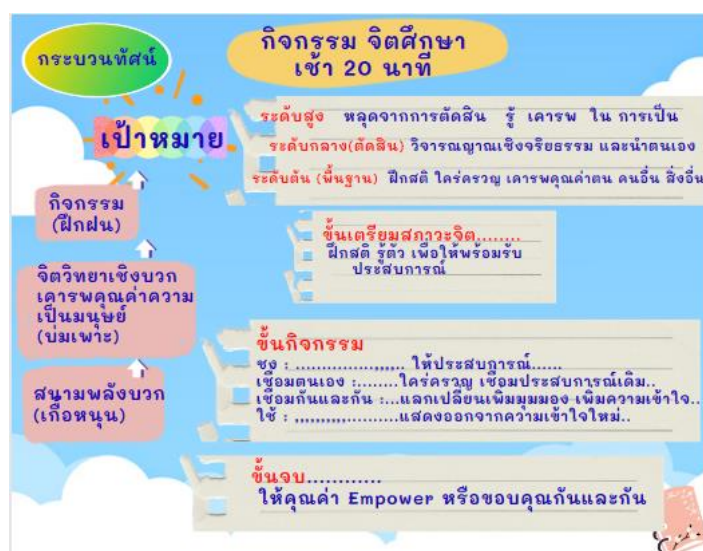 กระบวนทัศน์
กิจกรรม จิตศึกษา
เช้า 20 นาที
เป้าหมาย
ระดับสูง หลุดจากการตัดสิน รู้ เคารพ ใน การเป็น
ระดับกลาง(ตัดสิน) วิจารณญาณเชิงจริยธรรม และนำตนเอง
ระดับต้น (พื้นฐาน) ฝึกสติ ใคร่ครวญ เคารพคุณค่าตน คนอื่น สิ่งอื่น
กิจกรรม
(ฝึกฝน)
จิตวิทยาเชิงบวก
เคารพคุณค่าความ
เป็นมนุษย์
(บ่มเพาะ)
สนามพลังบวก
(เกื้อหนุน)
ขั้นเตรียมสภาวะจิต........
ฝึกสติ รู้ตัว เพื่อให้พร้อมรับ
ประสบการณ์
ขั้นกิจกรรม
ชง : ...............,,,,,, ให้ประสบการณ์......
เชื่อมตนเอง :........ใคร่ครวญ เชื่อมประสบการณ์เดิม..
เชื่อมกันและกัน :...แลกเปลี่ยนเพิ่มมุมมอง เพิ่มความเข้าใจ..
ใช้ : ,,,,,,,,,,..........แสดงออกจากความเข้าใจใหม่..
ขั้นจบ............
ให้คุณค่า Empower หรือขอบคุณกันและกัน